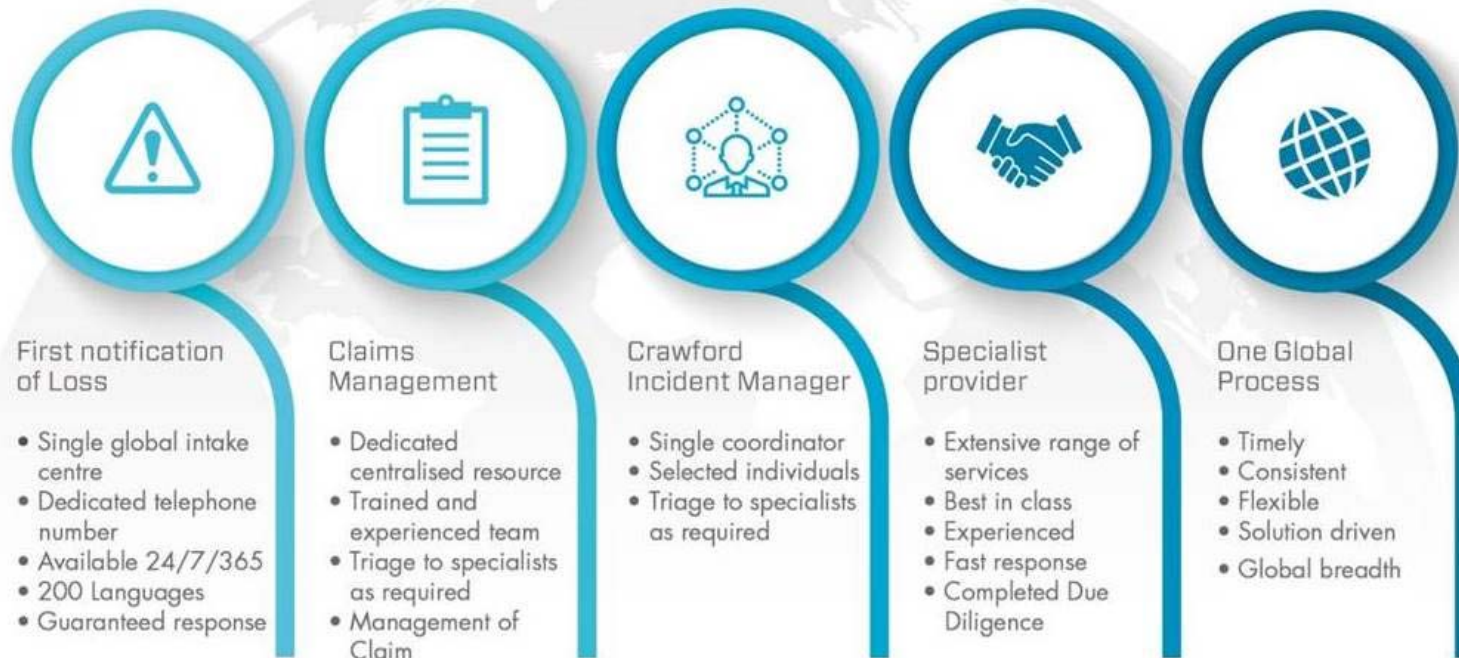 First notification
of Loss
• Single global intake
centre
• Dedicated telephone
number
• Available 24/7/365
• 200 Languages
• Guaranteed response
Claims
Management
• Dedicated
centralised resource
• Trained and
experienced team
• Triage to specialists
as required
• Management of
Claim
Crawford
Incident Manager
• Single coordinator
• Selected individuals
• Triage to specialists
as required
Specialist
provider
• Extensive range of
services
• Best in class
• Experienced
• Fast response
• Completed Due
Diligence
One Global
Process
• Timely
• Consistent
• Flexible
• Solution driven
• Global breadth